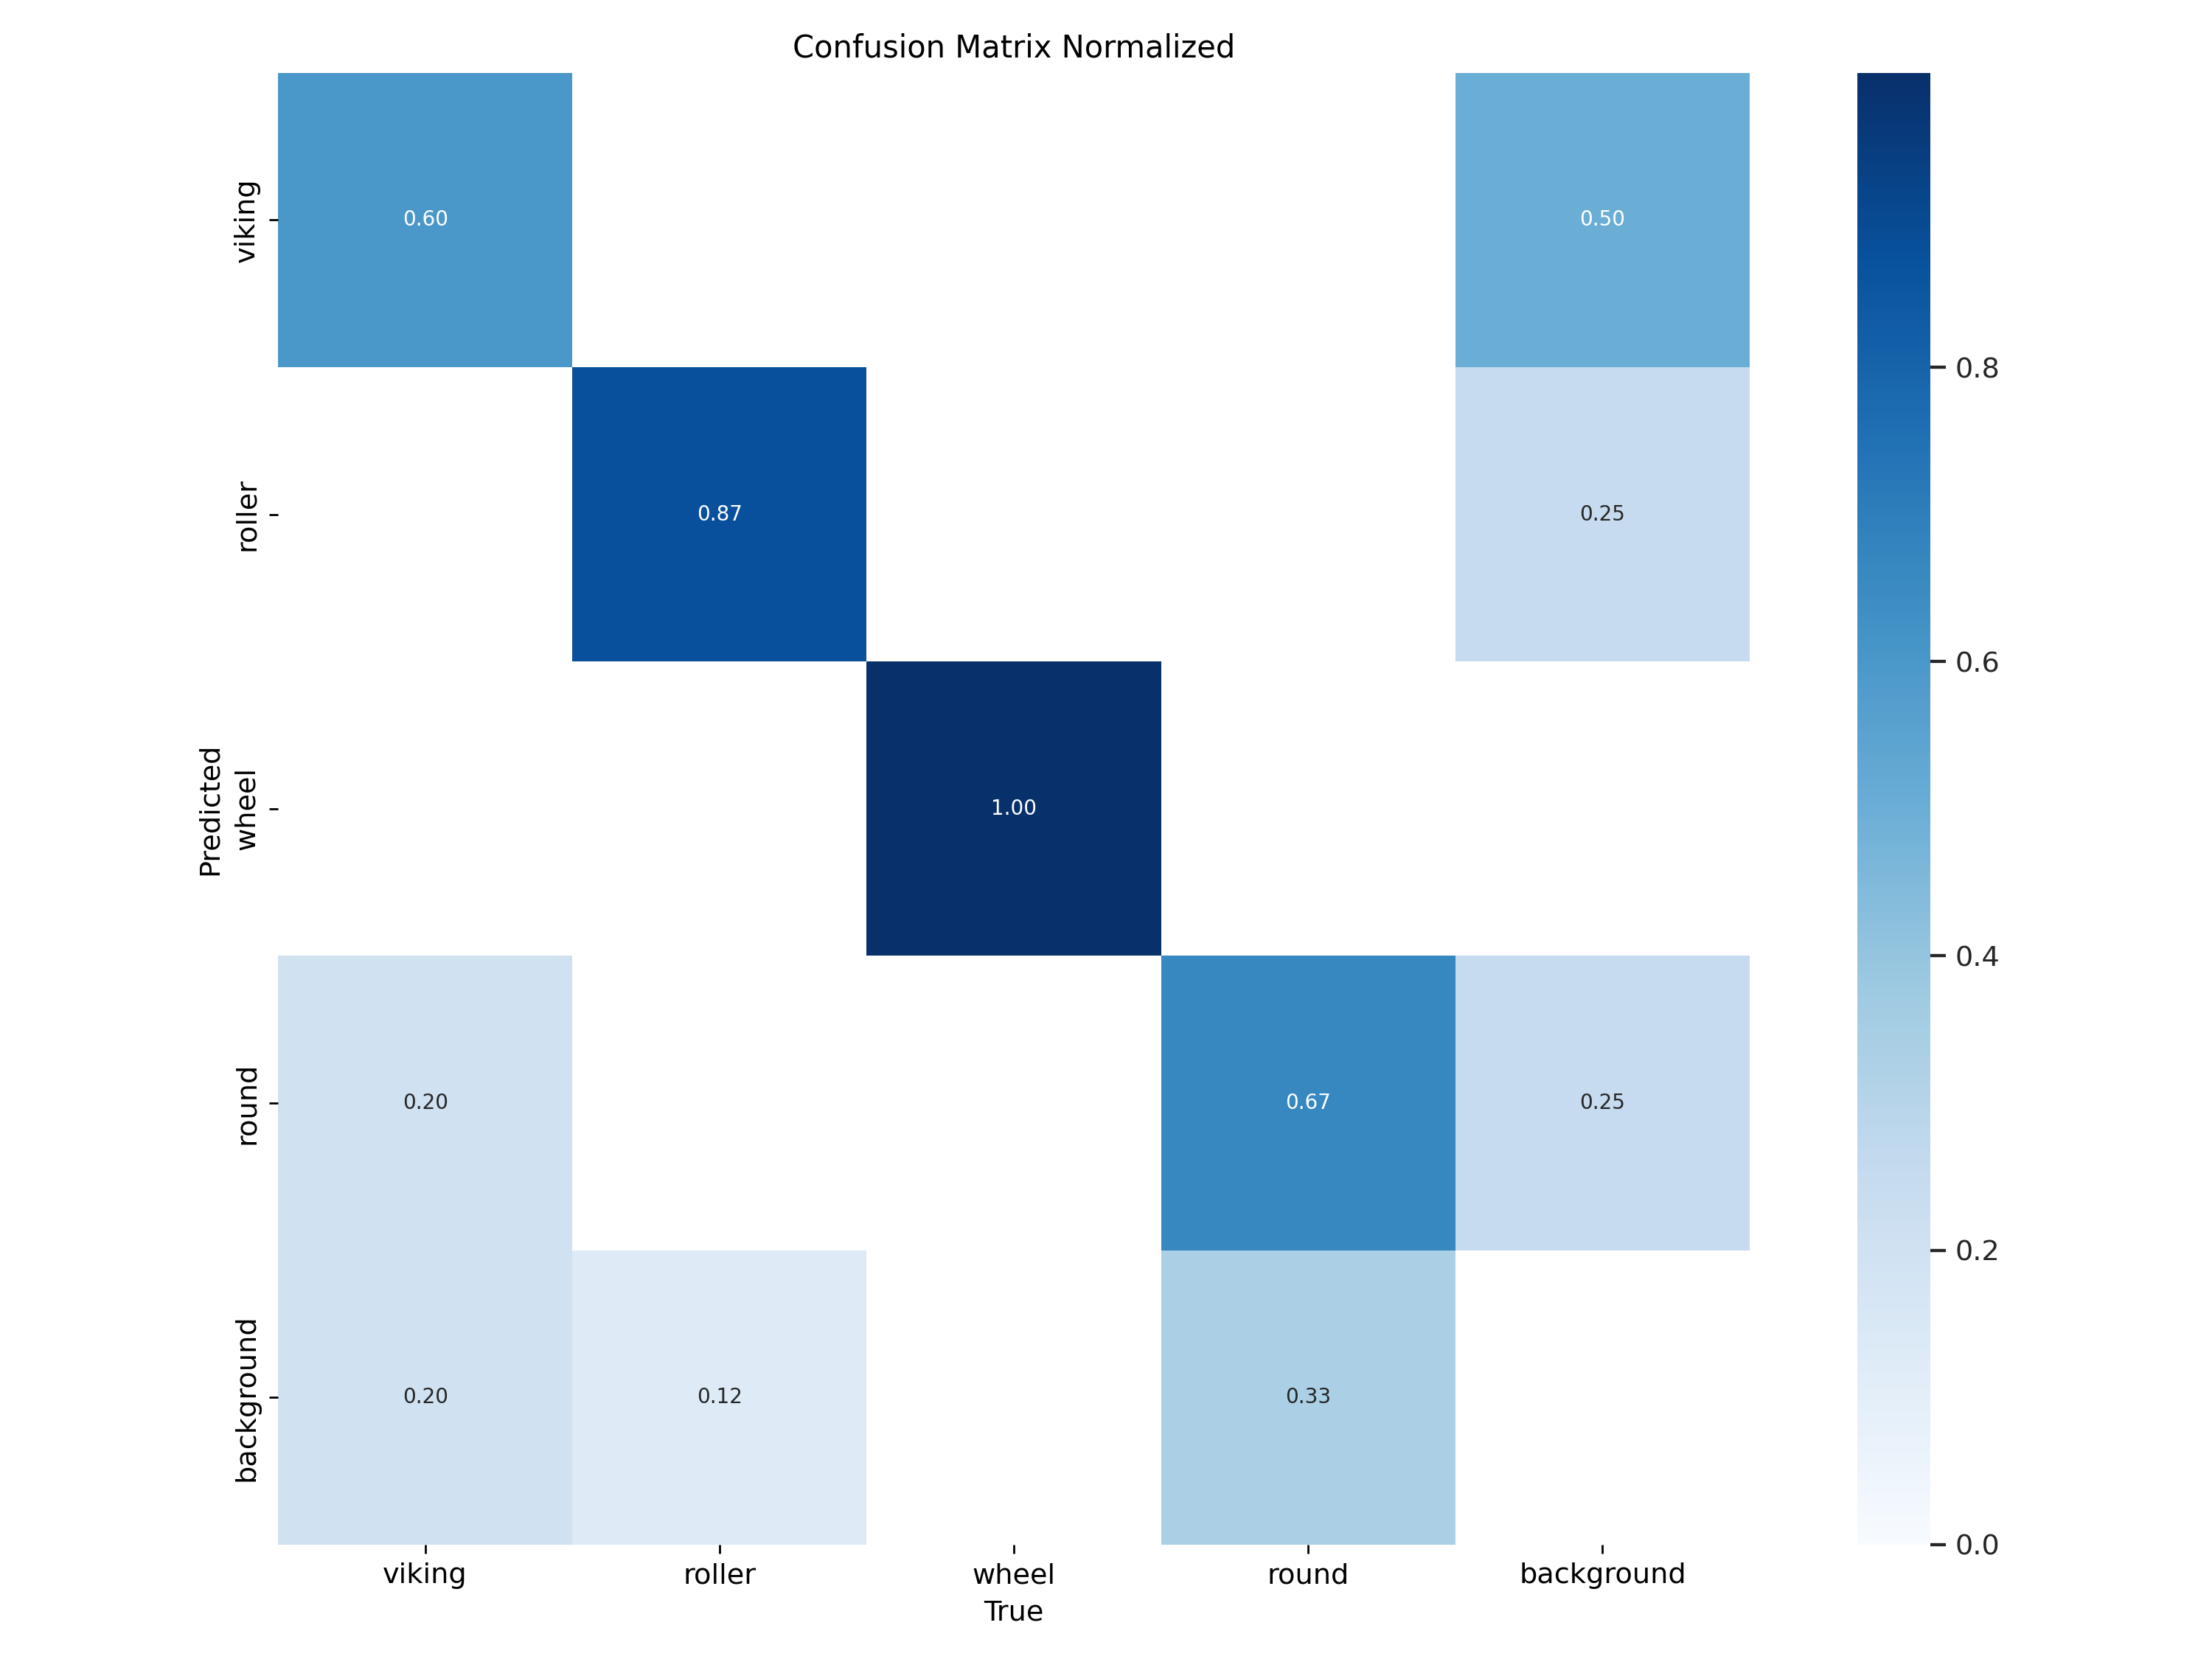 Confusion Matrix Normalized
viking
0.60
0.50
roller
0.87
0.25
0.8
0.6
Predicted
wheel
1.00
0.4
round
0.20
0.67
0.25
0.2
background
0.20
0.12
0.33
0.0
viking roller wheel round background
True